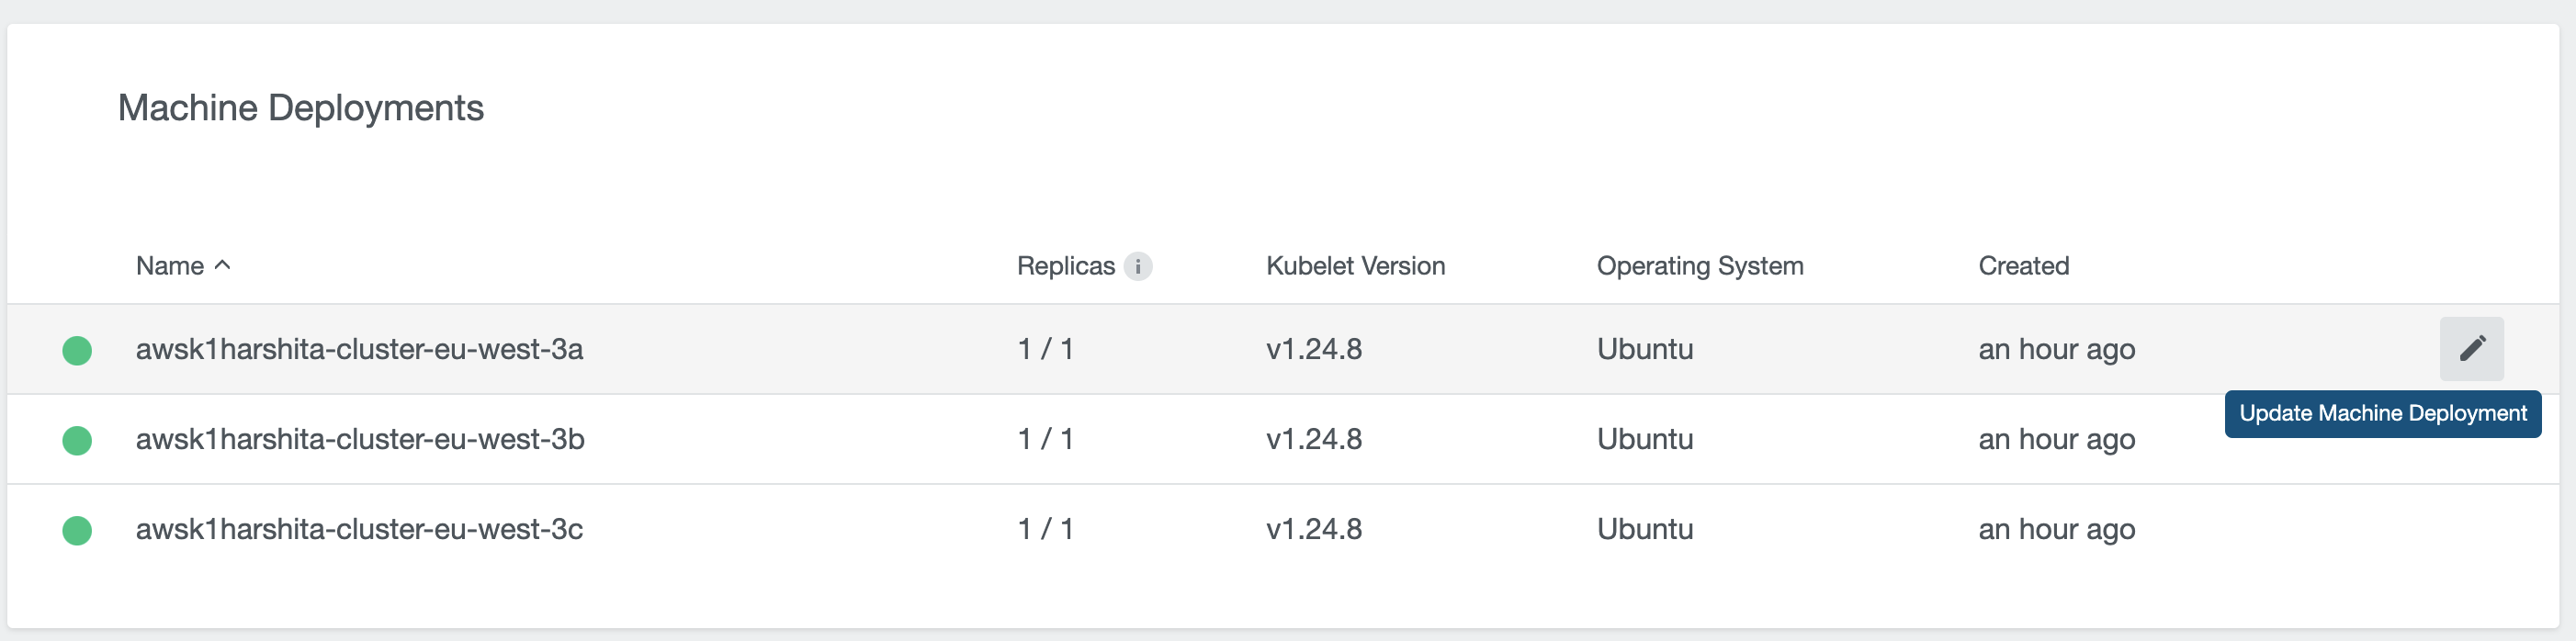 Machine Deployments
Name Replicas i Kubelet Version Operating System Created
awsk1harshita-cluster-eu-west-3a 1 / 1 v1.24.8 Ubuntu an hour ago
Update Machine Deployment
awsk1harshita-cluster-eu-west-3b 1 / 1 v1.24.8 Ubuntu an hour ago
awsk1harshita-cluster-eu-west-3c 1 / 1 v1.24.8 Ubuntu an hour ago